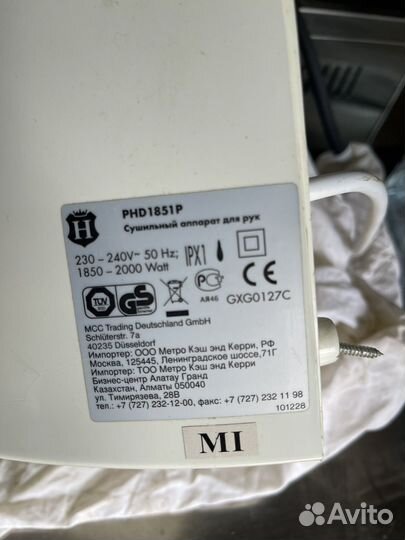 H
PHD1851P
Сушильный аппарат для рук
230 – 240V~ 50 Hz; IPX1
1850 - 2000 Watt
TÜV GS PG CE
АЯ46 GXG0127C
MCC Trading Deutschland GmbH
Schlüterstr. 7a
40235 Düsseldorf
Импортер: ООО Метро Кэш энд Керри, РФ
Москва, 125445, Ленинградское шоссе,71Г
Импортер: ТОО Метро Кэш энд Керри
Бизнес-центр Алатау Гранд
Казахстан, Алматы 050040
ул. Тимирязева, 28В
тел.: +7 (727) 232-12-00, факс: +7 (727) 232 11 98
101228
MI
Avito